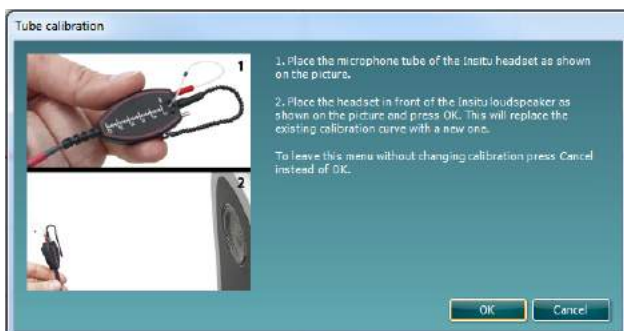 Tube calibration
1
1. Place the microphone tube of the Insitu headset as shown
on the picture.
2. Place the headset in front of the Insitu loudspeaker as
shown on the picture and press OK. This will replace the
existing calibration curve with a new one.
To leave this menu without changing calibration press Cancel
instead of OK.
2
OK
Cancel